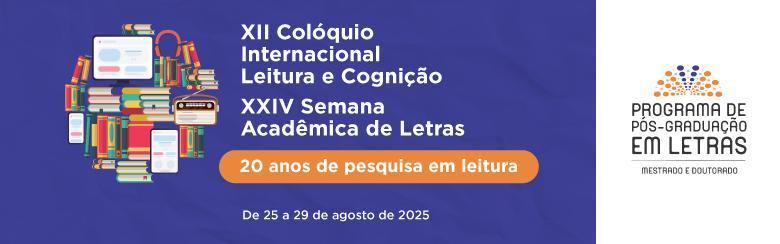 XII Colóquio
Internacional
Leitura e Cognição
XXIV Semana
Acadêmica de Letras
20 anos de pesquisa em leitura
De 25 a 29 de agosto de 2025
PROGRAMA DE
PÓS-GRADUAÇÃO
EM LETRAS
MESTRADO E DOUTORADO